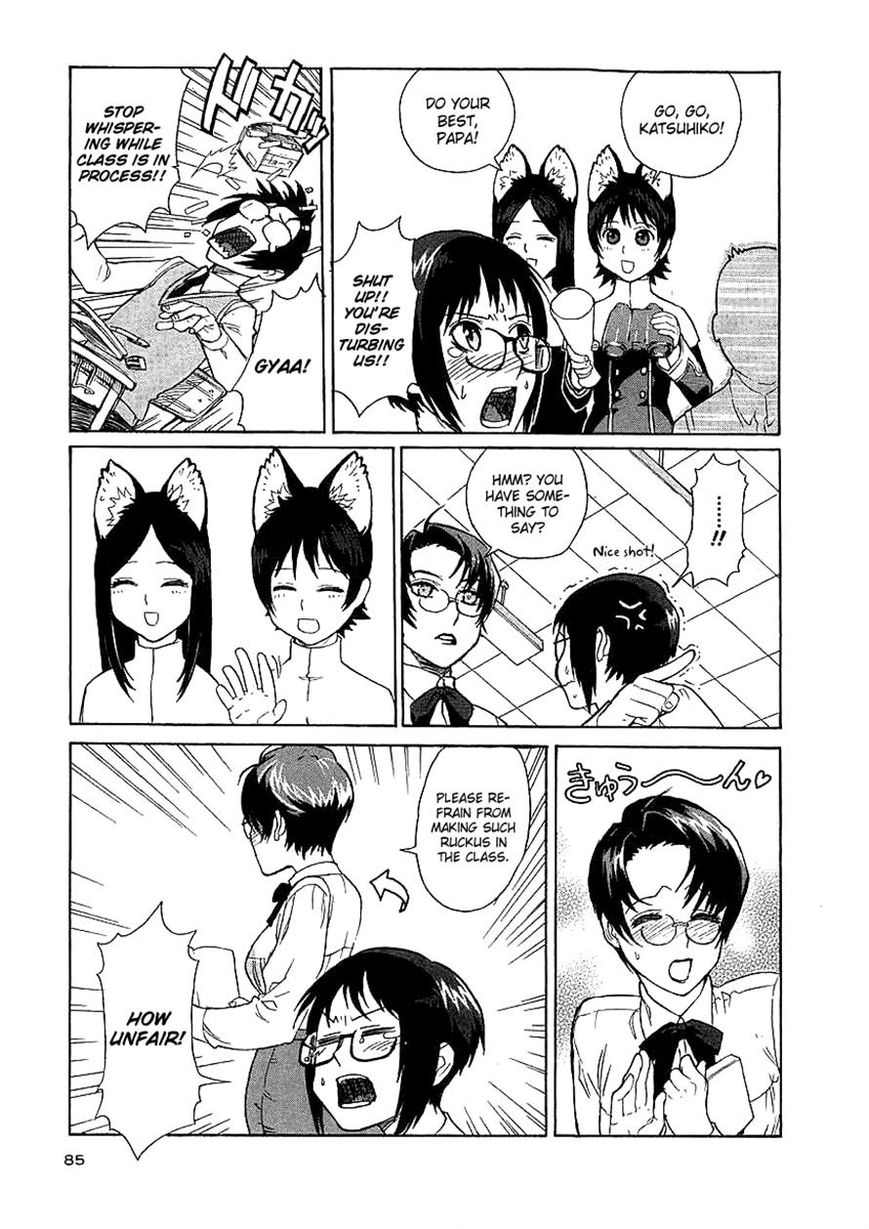 GO, GO,
KATSUHIKO!
DO YOUR
BEST,
PAPA!
SHUT
UP!!
YOU'RE
DIS-
TURBING
US!!
ドカッ
STOP
WHISPER-
ING WHILE
CLASS IS IN
PROCESS!!
GYAA!
......!!
HMM? YOU
HAVE SOME-
THING TO
SAY?
Nice shot!
きゅう〜〜ん♥
PLEASE RE-
FRAIN FROM
MAKING SUCH
RUCKUS IN
THE CLASS.
HOW
UNFAIR!
85